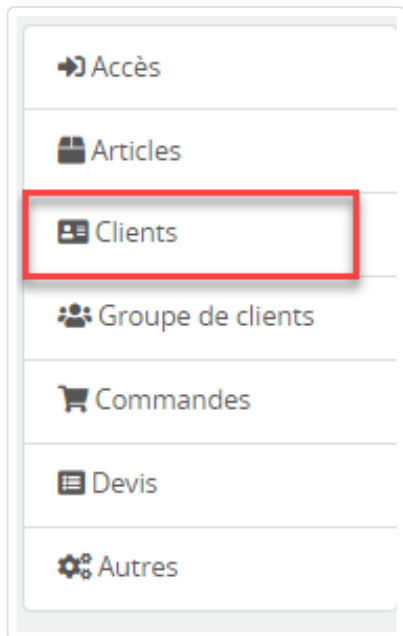 Accès
Articles
Clients
Groupe de clients
Commandes
Devis
Autres